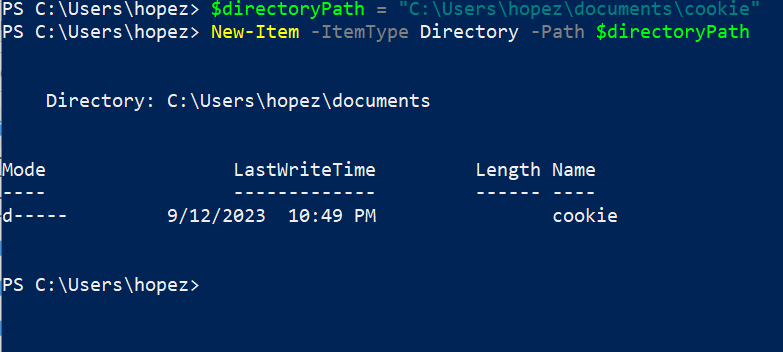 PS C:\Users\hopez> $directoryPath = "C:\Users\hopez\documents\cookie"
PS C:\Users\hopez> New-Item -ItemType Directory -Path $directoryPath
Directory: C:\Users\hopez\documents
Mode LastWriteTime Length Name
---- ------------- ------ ----
d----- 9/12/2023 10:49 PM cookie
PS C:\Users\hopez>